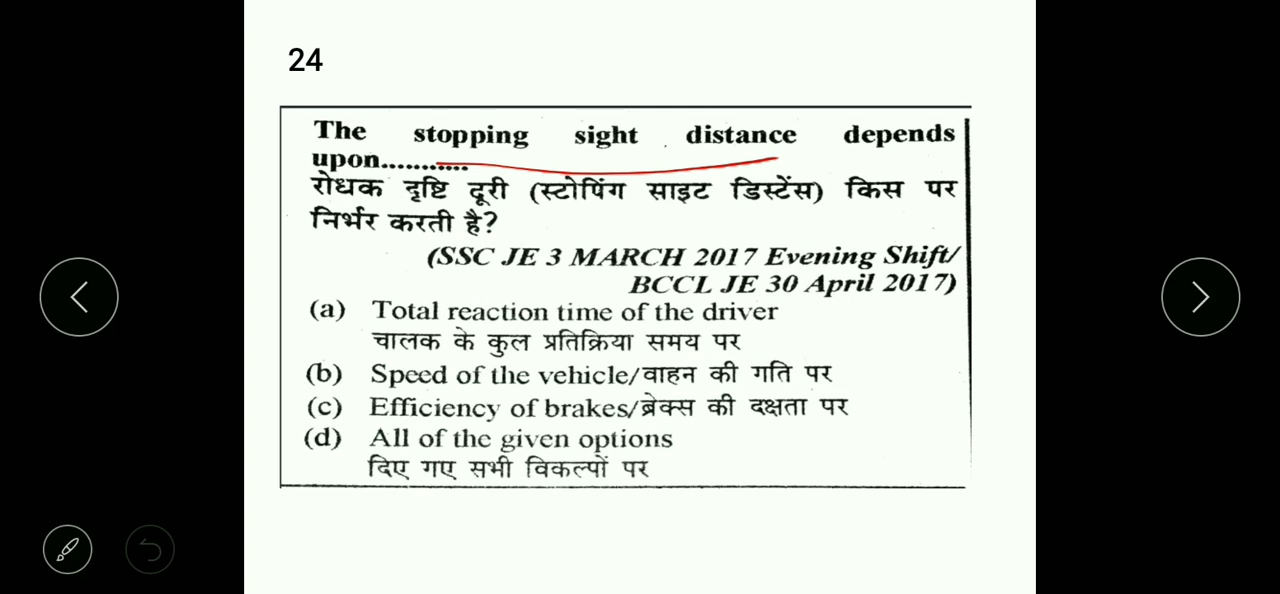 24
The stopping sight distance depends
upon............
रोधक दृष्टि दूरी (स्टोपिंग साइट डिस्टेंस) किस पर
निर्भर करती है?
(SSC JE 3 MARCH 2017 Evening Shift/
BCCL JE 30 April 2017)
(a) Total reaction time of the driver
चालक के कुल प्रतिक्रिया समय पर
(b) Speed of the vehicle/वाहन की गति पर
(c) Efficiency of brakes/ब्रेक्स की दक्षता पर
(d) All of the given options
दिए गए सभी विकल्पों पर